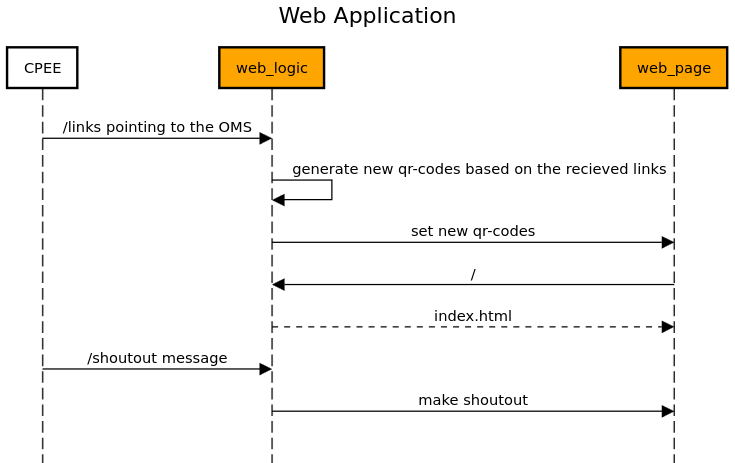 Web Application
CPEE
web_logic
web_page
/links pointing to the OMS
generate new qr-codes based on the recieved links
set new qr-codes
/
index.html
/shoutout message
make shoutout